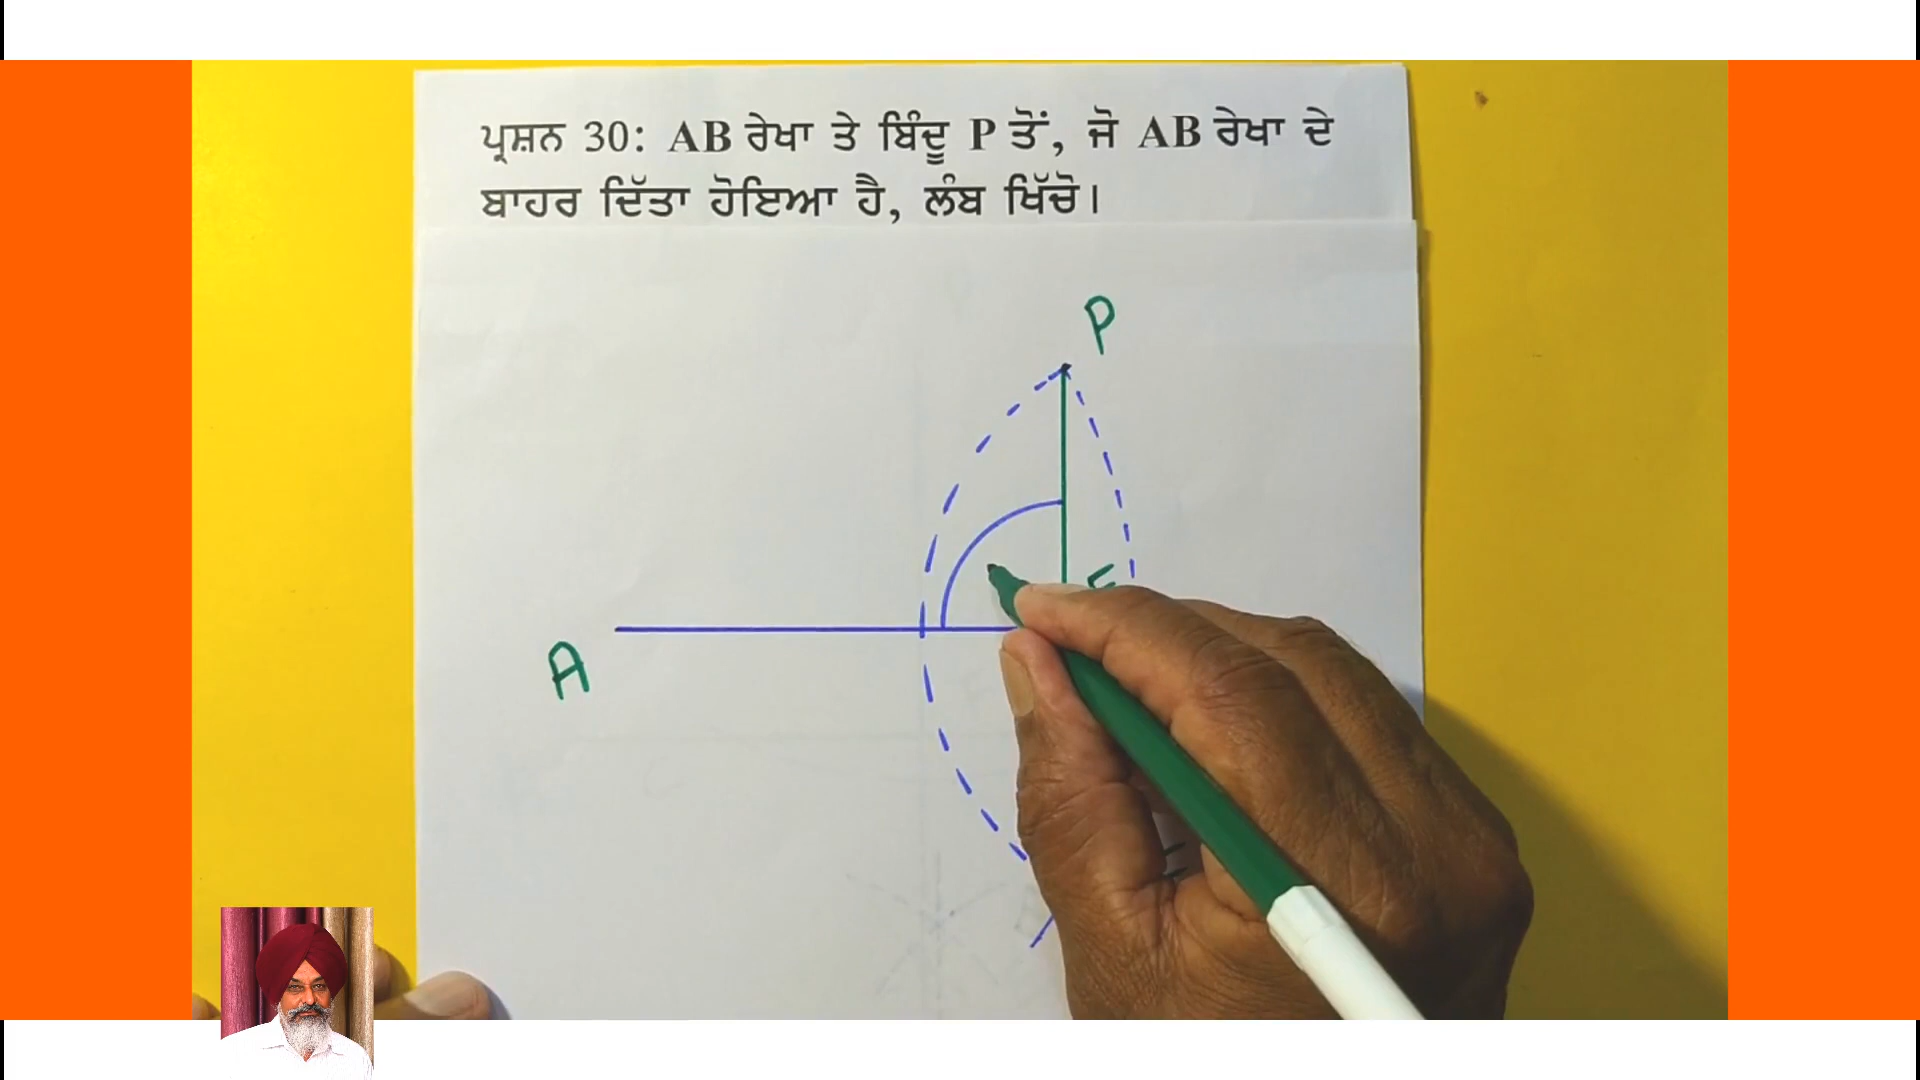 ਪ੍ਰਸ਼ਨ 30: AB ਰੇਖਾ ਤੇ ਬਿੰਦੂ P ਤੋਂ, ਜੋ AB ਰੇਖਾ ਦੇ
ਬਾਹਰ ਦਿੱਤਾ ਹੋਇਆ ਹੈ, ਲੰਬ ਖਿੱਚੋ।
P
A